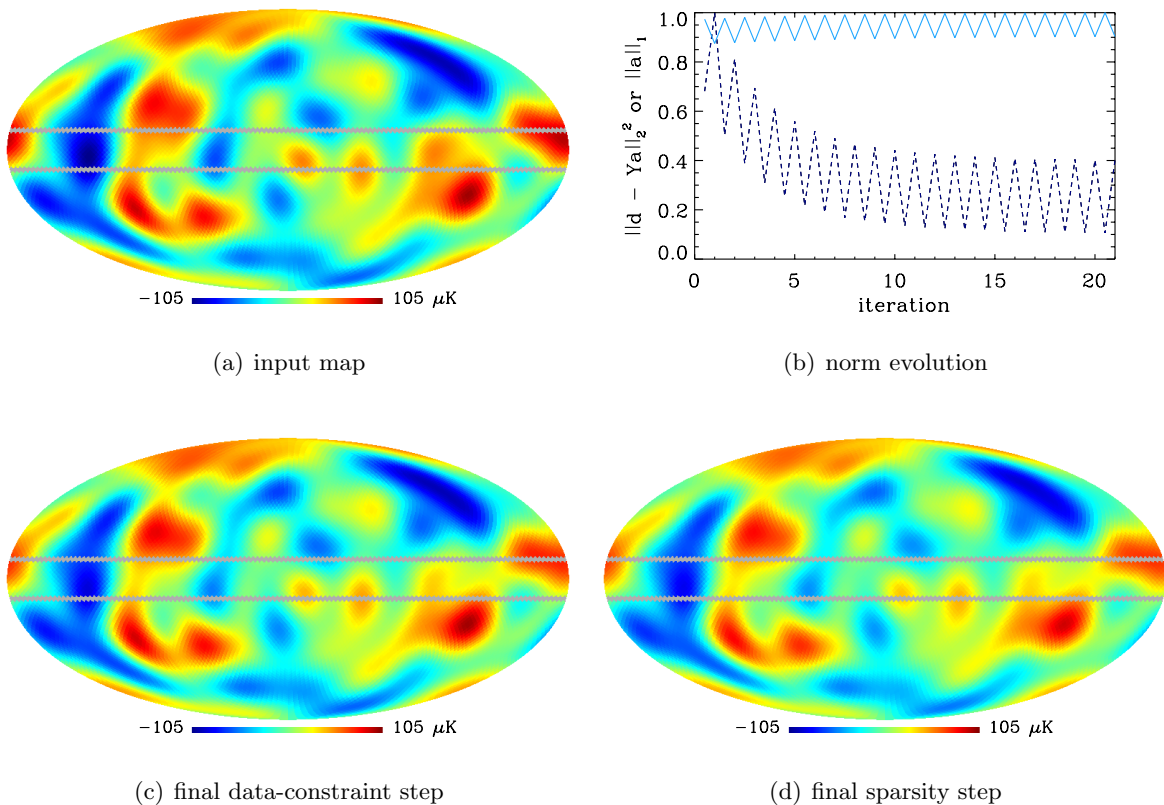 −105 105 μK
(a) input map
||d − Ya||₂² or ||a||₁
1.0
0.8
0.6
0.4
0.2
0.0
0 5 10 15 20
iteration
(b) norm evolution
−105 105 μK
(c) final data-constraint step
−105 105 μK
(d) final sparsity step